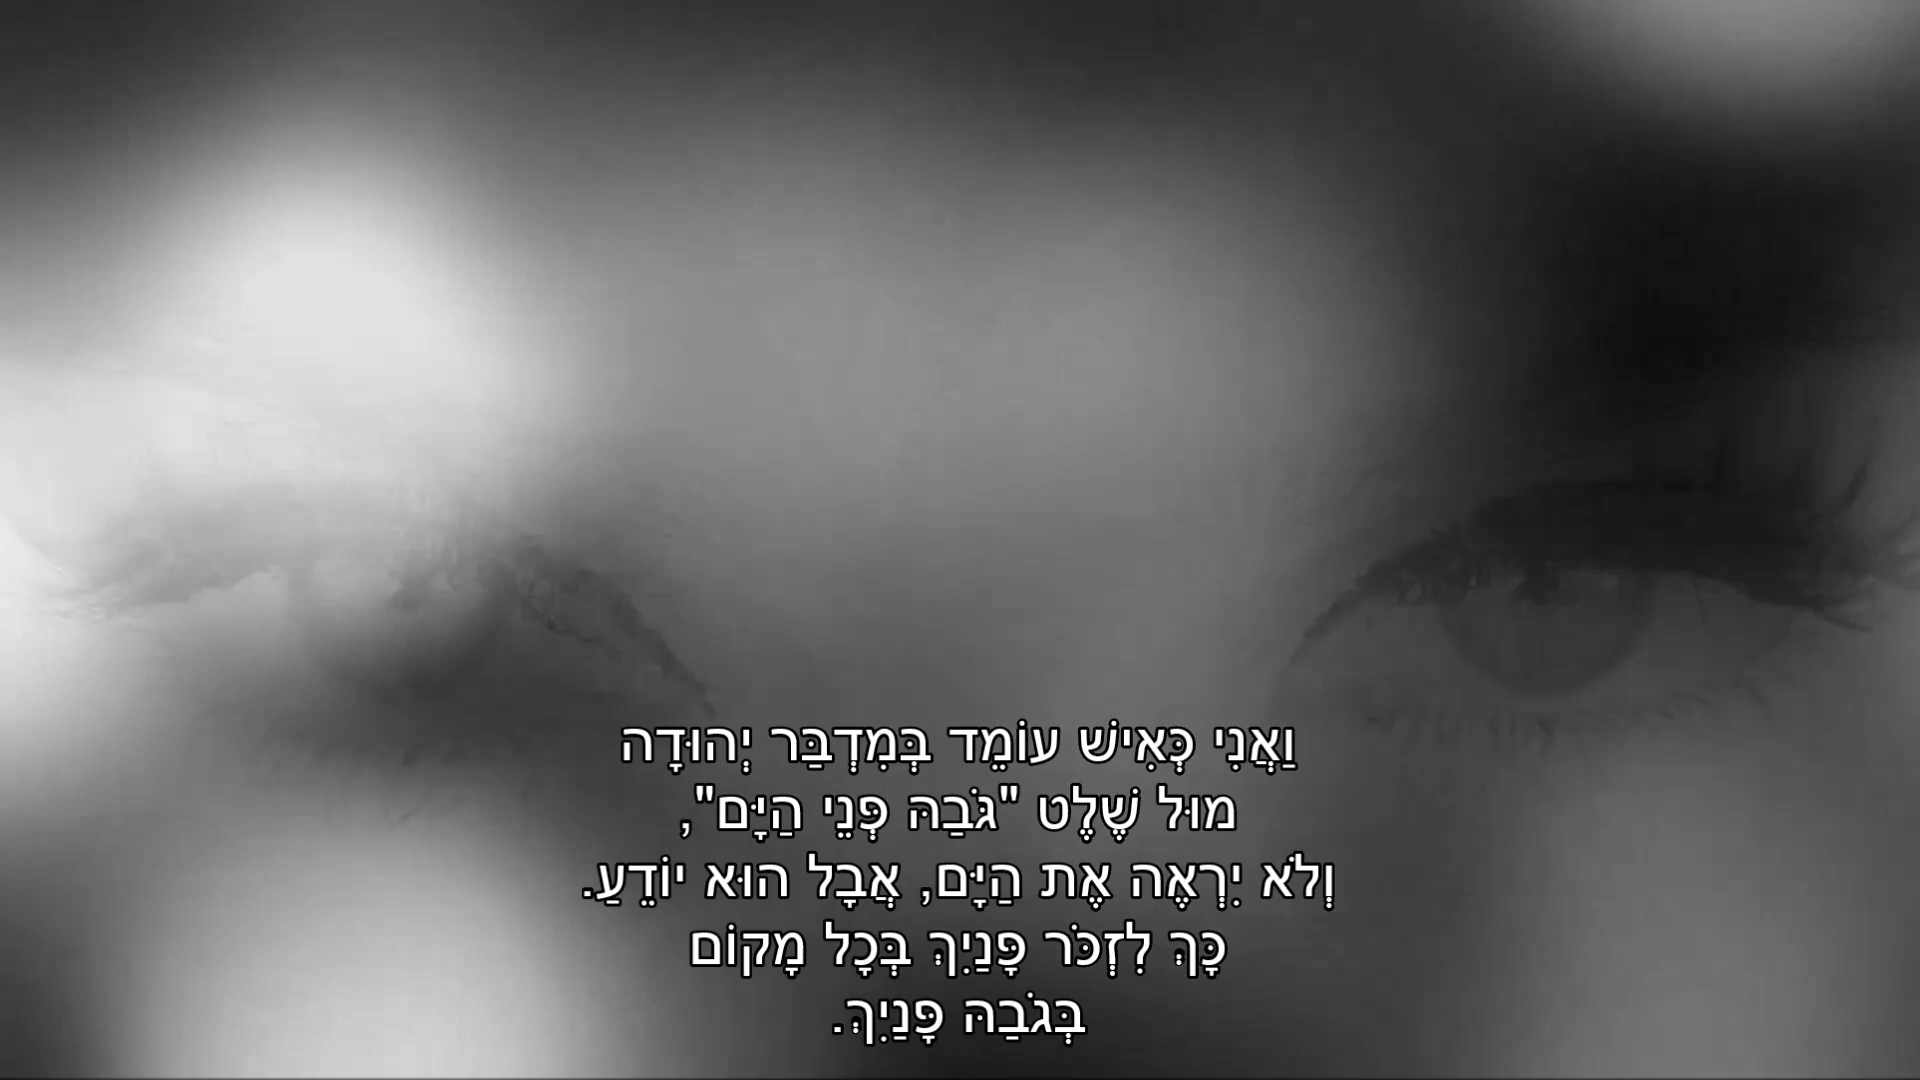 וַאֲנִי כְּאִישׁ עוֹמֵד בְּמִדְבַּר יְהוּדָה
מוּל שֶׁלֶט "גֹּבַהּ פְּנֵי הַיָּם",
וְלֹא יִרְאֶה אֶת הַיָּם, אֲבָל הוּא יוֹדֵעַ.
כָּךְ לִזְכֹּר פָּנַיִךְ בְּכָל מָקוֹם
בְּגֹבַהּ פָּנַיִךְ.